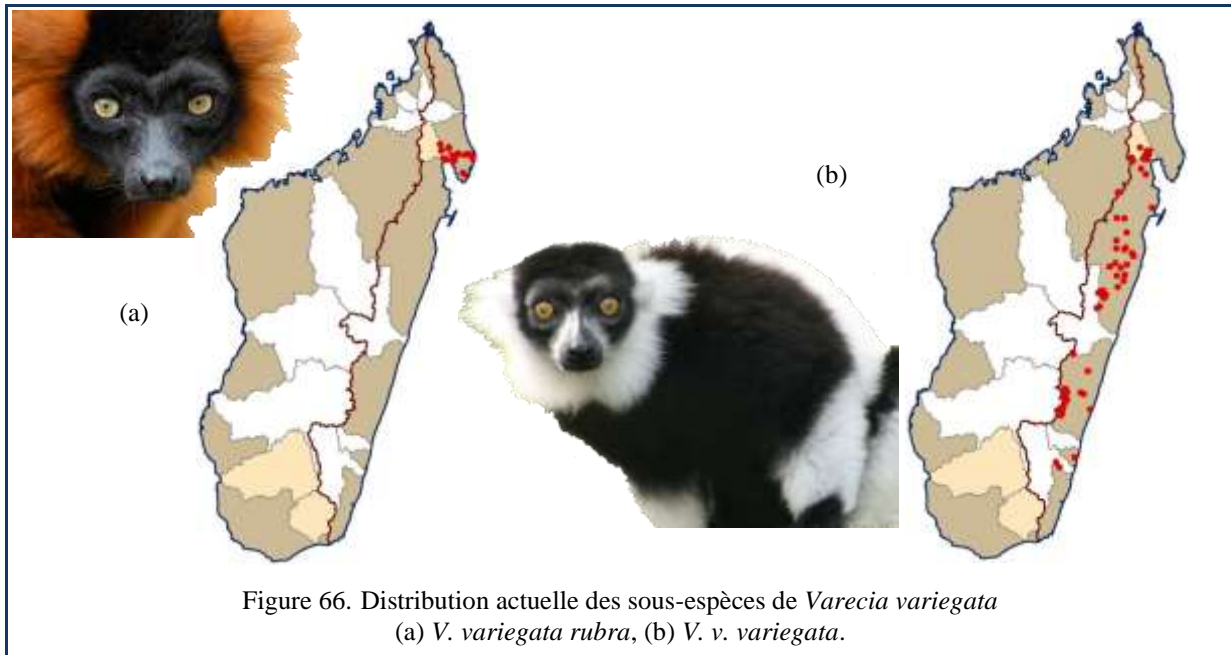 (a)
(b)
Figure 66. Distribution actuelle des sous-espèces de Varecia variegata
(a) V. variegata rubra, (b) V. v. variegata.